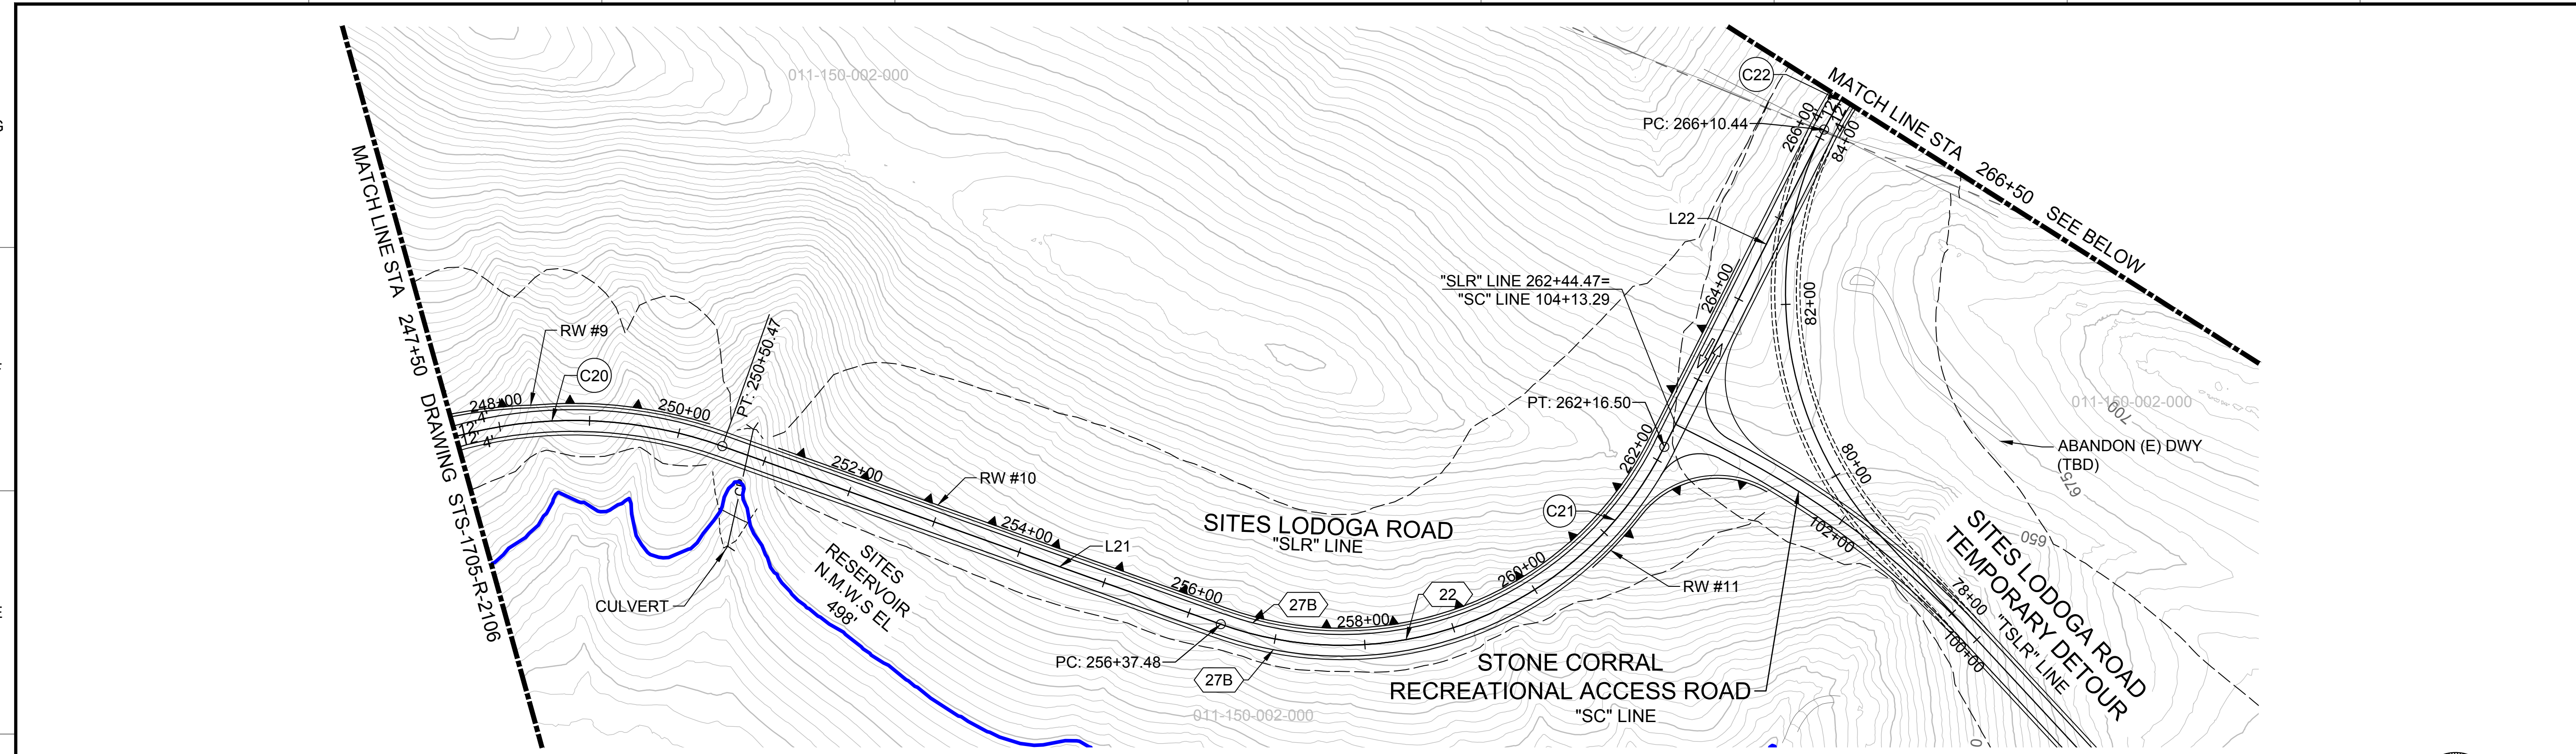 011-150-002-000
C22
MATCH LINE STA 266+50 SEE BELOW
PC: 266+10.44
266+00
4'
12'
12'
4'
84+00
MATCH LINE STA 247+50 DRAWING STS-1705-R-2106
L22
"SLR" LINE 262+44.47=
"SC" LINE 104+13.29
264+00
82+00
RW #9
C20
PT: 250+50.47
248+00
250+00
4'
12'
12'
4'
PT: 262+16.50
011-150-002-000
700
ABANDON (E) DWY
(TBD)
675
650
262+00
80+00
252+00
RW #10
254+00
SITES LODOGA ROAD
"SLR" LINE
C21
102+00
L21
SITES
RESERVOIR
N.M.W.S EL
498'
CULVERT
256+00
27B
22
258+00
260+00
RW #11
78+00
100+00
SITES LODOGA ROAD
TEMPORARY DETOUR
"TSLR" LINE
PC: 256+37.48
27B
STONE CORRAL
RECREATIONAL ACCESS ROAD
"SC" LINE
011-150-002-000